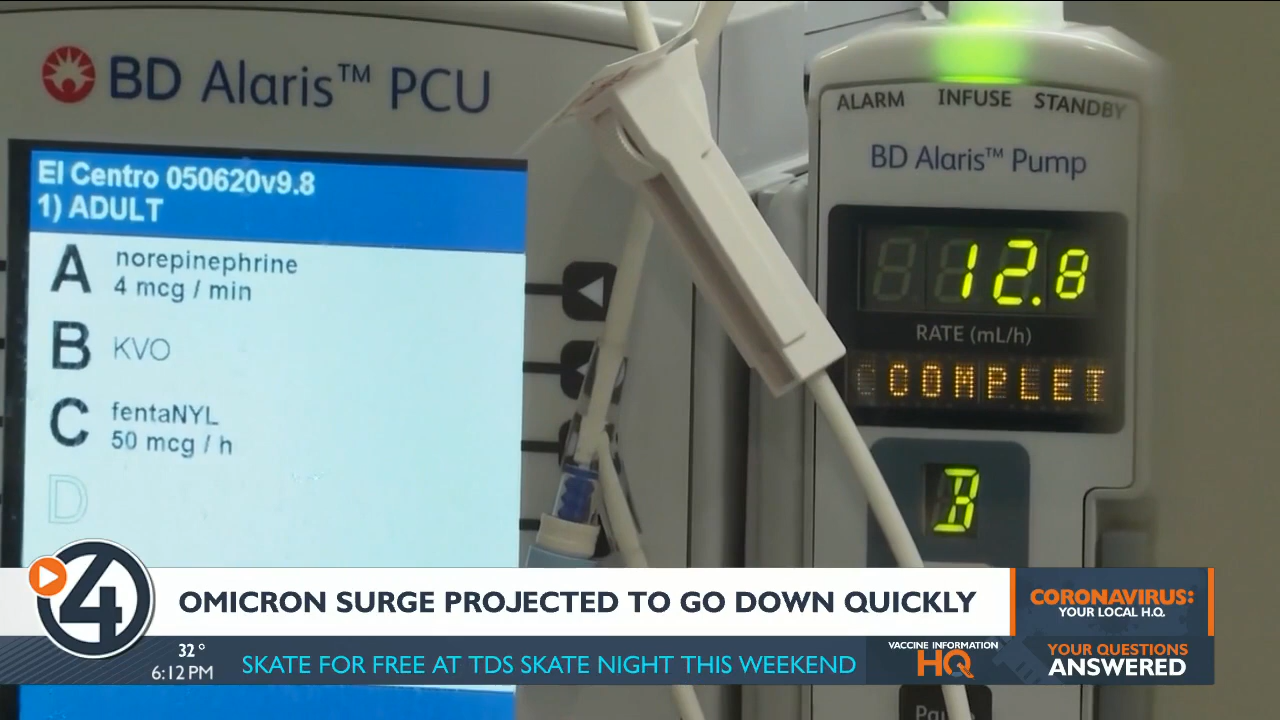 BD Alaris™ PCU
El Centro 050620v9.8
1) ADULT
A norepinephrine
4 mcg / min
B KVO
C fentaNYL
50 mcg / h
D
ALARM INFUSE STANDBY
BD Alaris™ Pump
12.8
RATE (mL/h)
COMPLET
B
4
OMICRON SURGE PROJECTED TO GO DOWN QUICKLY
CORONAVIRUS:
YOUR LOCAL H.Q.
32°
6:12 PM
SKATE FOR FREE AT TDS SKATE NIGHT THIS WEEKEND
VACCINE INFORMATION
HQ
YOUR QUESTIONS
ANSWERED